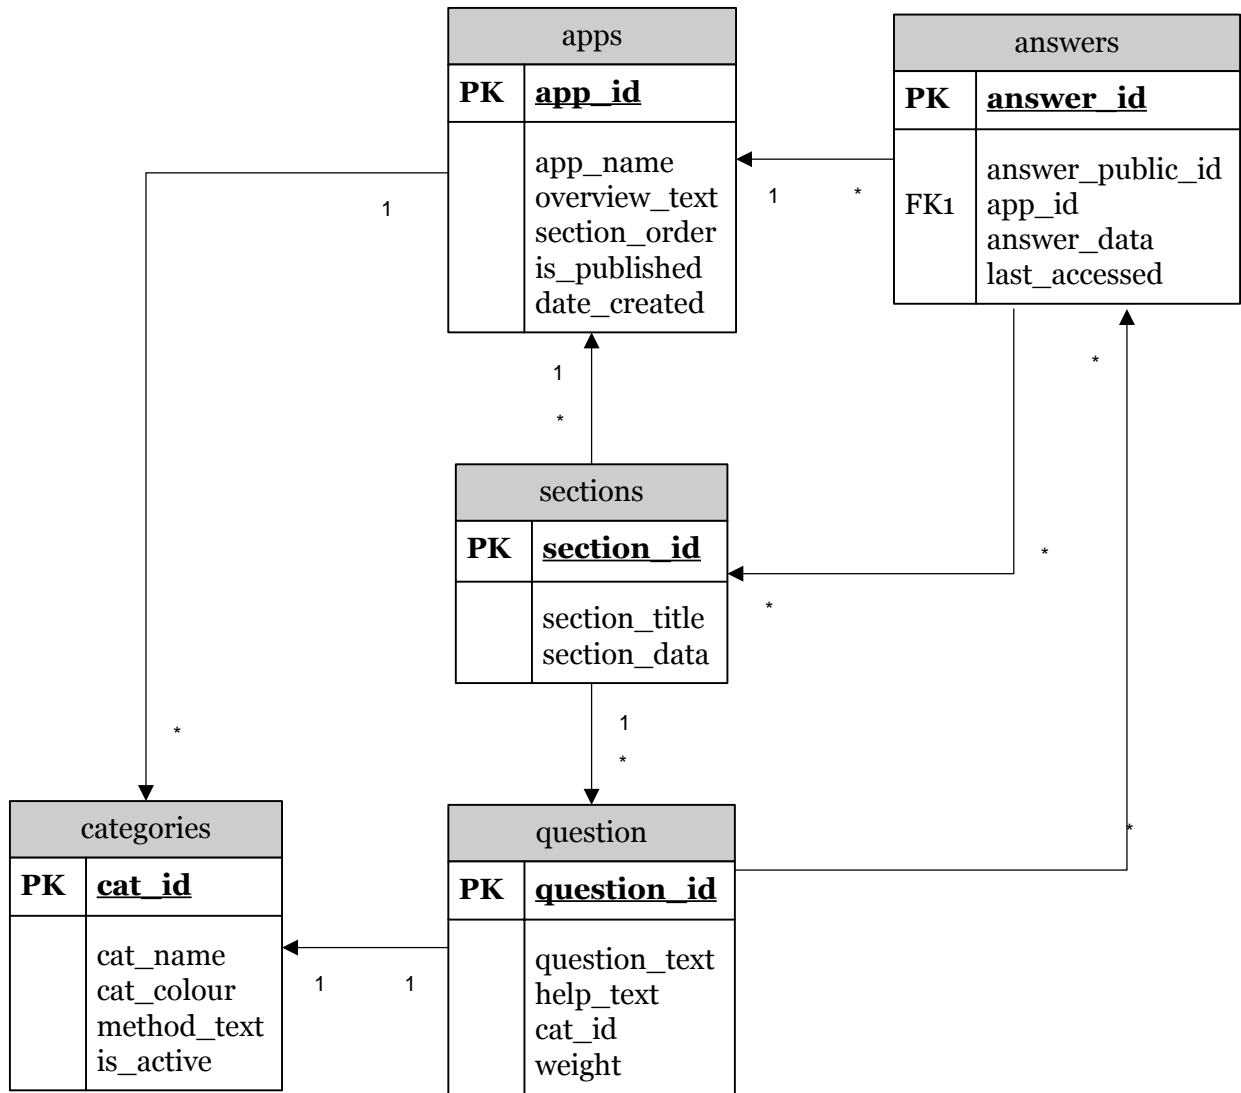 apps
PK app_id
app_name
overview_text
section_order
is_published
date_created
answers
PK answer_id
answer_public_id
FK1 app_id
answer_data
last_accessed
1
1
*
1
*
*
sections
PK section_id
section_title
section_data
*
*
*
1
*
*
categories
PK cat_id
cat_name
cat_colour
method_text
is_active
1
1
question
PK question_id
question_text
help_text
cat_id
weight